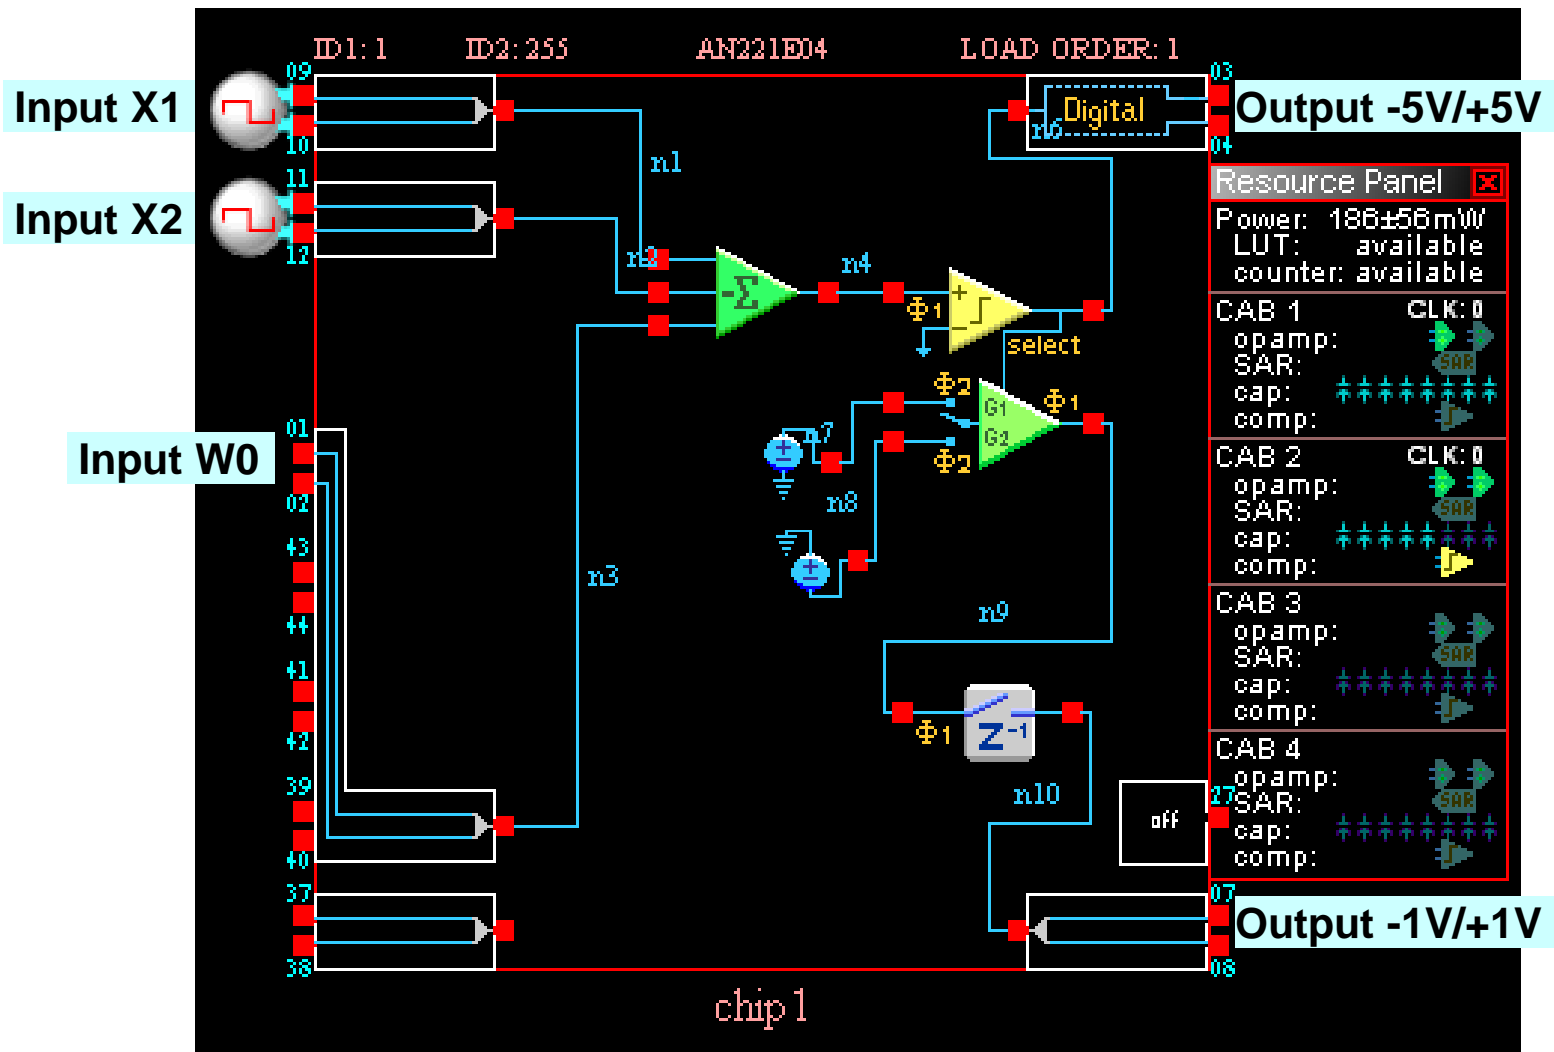 ID1: 1 ID2: 255 AN221E04 LOAD ORDER: 1
09 03
Input X1 Digital Output -5V/+5V
n6
10 04
n1
11 Resource Panel
Input X2 Power: 186±56mW
12 LUT: available
n2 n4 counter: available
-Σ
Φ1 + − CAB 1 CLK: 0
select opamp:
SAR: SAR
Φ2 Φ1 cap:
G1 comp:
G2
01 n7 Φ2
Input W0 CAB 2 CLK: 0
02 n8 opamp:
SAR: SAR
43 cap:
comp:
n3
44 n9 CAB 3
opamp:
SAR: SAR
41 cap:
Φ1 Z-1 comp:
42
CAB 4
39 n10 opamp:
27 SAR: SAR
off cap:
40 comp:
37 07
Output -1V/+1V
38 08
chip1